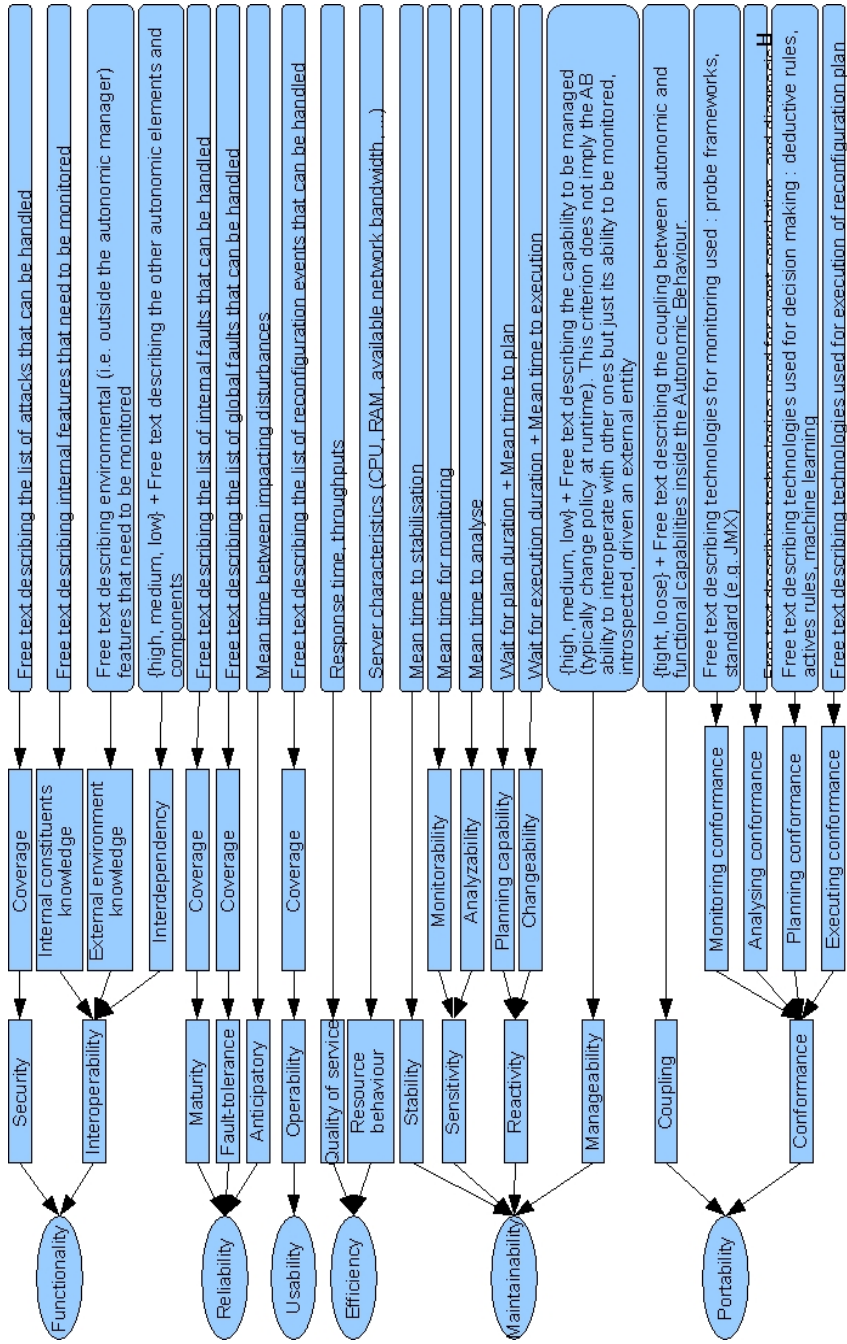 Functionality
Security
Coverage
Free text describing the list of attacks that can be handled
Interoperability
Internal constituents
knowledge
Free text describing internal features that need to be monitored
External environment
knowledge
Free text describing environmental (i.e. outside the autonomic manager)
features that need to be monitored
Interdependency
{high, medium, low} + Free text describing the other autonomic elements and
components
Reliability
Maturity
Coverage
Free text describing the list of internal faults that can be handled
Fault-tolerance
Coverage
Free text describing the list of global faults that can be handled
Anticipatory
Mean time between impacting disturbances
Usability
Operability
Coverage
Free text describing the list of reconfiguration events that can be handled
Efficiency
Quality of service
Response time, throughputs
Resource
behaviour
Server characteristics (CPU, RAM, available network bandwidth, ...)
Maintainability
Stability
Mean time to stabilisation
Sensitivity
Monitorability
Mean time for monitoring
Analyzability
Mean time to analyse
Reactivity
Planning capability
Wait for plan duration + Mean time to plan
Changeability
Wait for execution duration + Mean time to execution
Manageability
{high, medium, low} + Free text describing the capability to be managed
(typically change policy at runtime). This criterion does not imply the AB
ability to interoperate with other ones but just its ability to be monitored,
introspected, driven an external entity
Portability
Coupling
{tight, loose} + Free text describing the coupling between autonomic and
functional capabilities inside the Autonomic Behaviour.
Conformance
Monitoring conformance
Free text describing technologies for monitoring used : probe frameworks,
standard (e.g. JMX)
Analysing conformance
Free text describing technologies used for event correlation, and diagnosis
Planning conformance
Free text describing technologies used for decision making : deductive rules,
actives rules, machine learning
Executing conformance
Free text describing technologies used for execution of reconfiguration plan